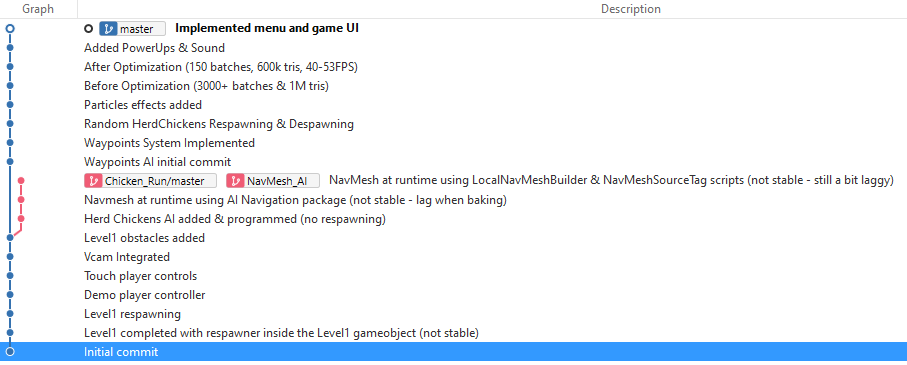 Graph Description
master Implemented menu and game UI
Added PowerUps & Sound
After Optimization (150 batches, 600k tris, 40-53FPS)
Before Optimization (3000+ batches & 1M tris)
Particles effects added
Random HerdChickens Respawning & Despawning
Waypoints System Implemented
Waypoints AI initial commit
Chicken_Run/master NavMesh_AI NavMesh at runtime using LocalNavMeshBuilder & NavMeshSourceTag scripts (not stable - still a bit laggy)
Navmesh at runtime using AI Navigation package (not stable - lag when baking)
Herd Chickens AI added & programmed (no respawning)
Level1 obstacles added
Vcam Integrated
Touch player controls
Demo player controller
Level1 respawning
Level1 completed with respawner inside the Level1 gameobject (not stable)
Initial commit